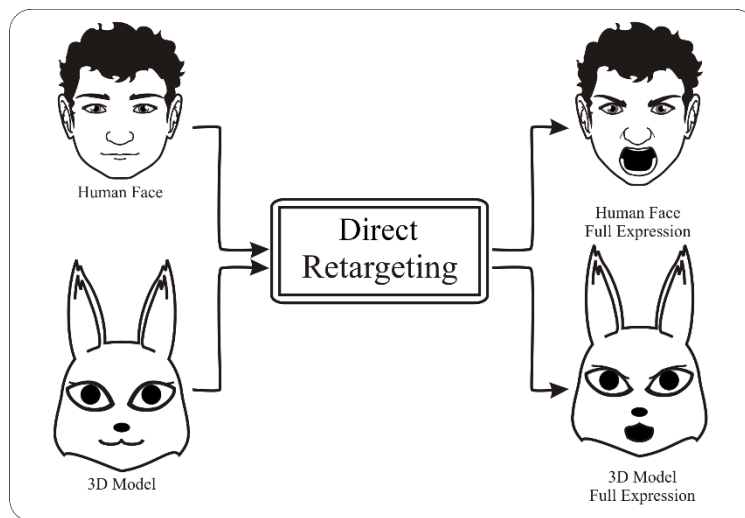 Human Face
3D Model
Direct
Retargeting
Human Face
Full Expression
3D Model
Full Expression